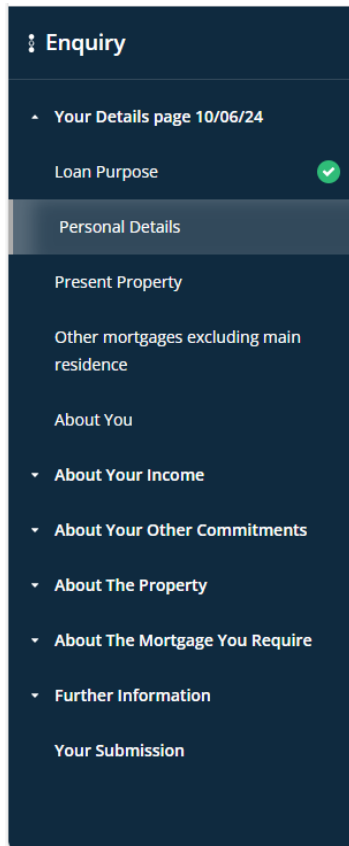 Enquiry
Your Details page 10/06/24
Loan Purpose
Personal Details
Present Property
Other mortgages excluding main
residence
About You
About Your Income
About Your Other Commitments
About The Property
About The Mortgage You Require
Further Information
Your Submission